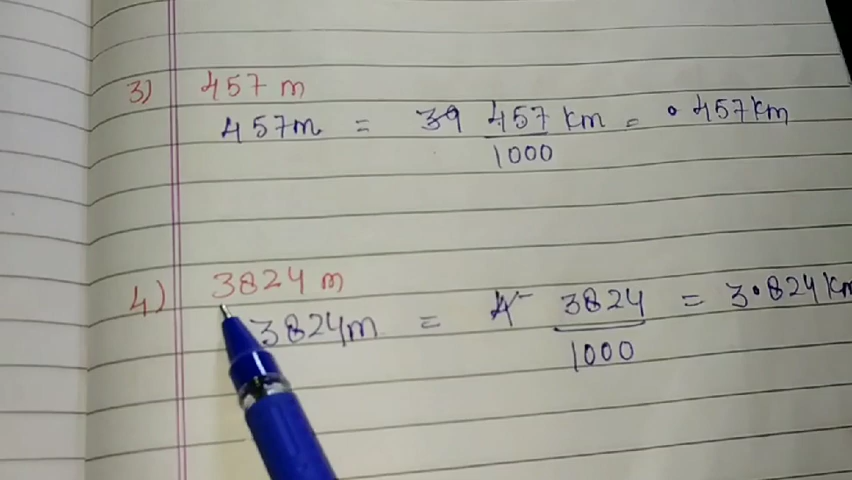 3) 457 m
457m = 457/1000 km = .457km
4) 3824 m
3824m = 3824/1000 = 3.824 km